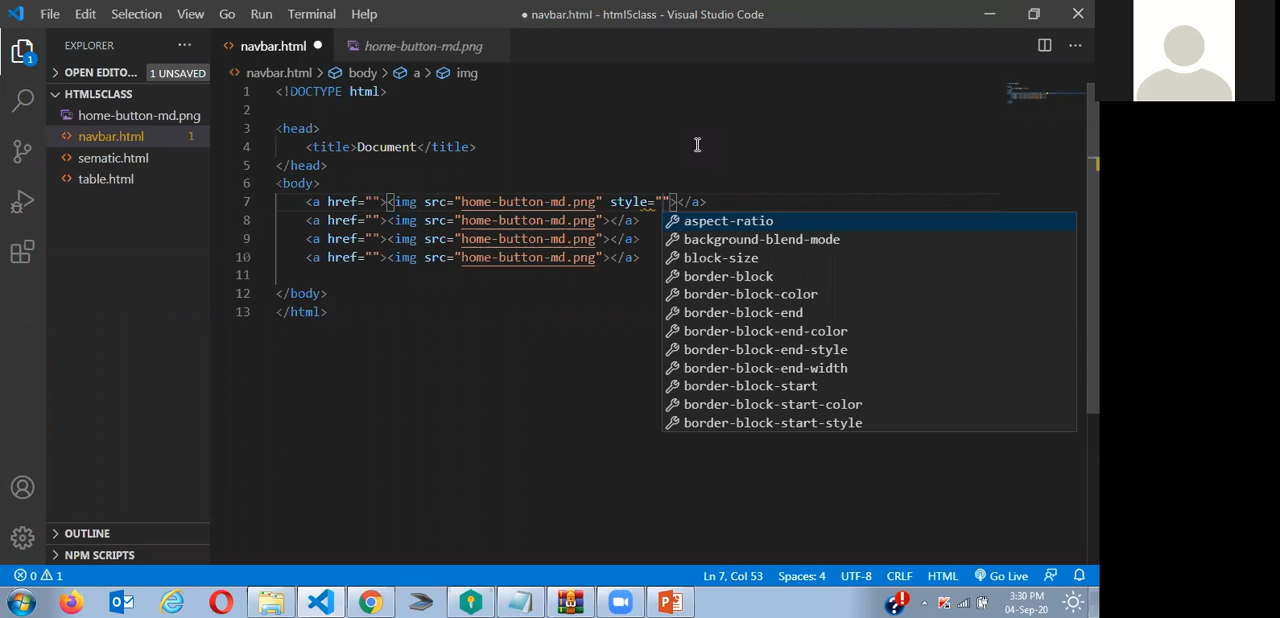 File Edit Selection View Go Run Terminal Help
● navbar.html - html5class - Visual Studio Code
EXPLORER ···
OPEN EDITO... 1 UNSAVED
HTML5CLASS
home-button-md.png
navbar.html 1
sematic.html
table.html
OUTLINE
NPM SCRIPTS
1
navbar.html ●
home-button-md.png
navbar.html > body > a > img
1 <!DOCTYPE html>
2
3 <head>
4 <title>Document</title>
5 </head>
6 <body>
7 <a href=""><img src="home-button-md.png" style=""></a>
8 <a href=""><img src="home-button-md.png"></a>
9 <a href=""><img src="home-button-md.png"></a>
10 <a href=""><img src="home-button-md.png"></a>
11
12 </body>
13 </html>
aspect-ratio
background-blend-mode
block-size
border-block
border-block-color
border-block-end
border-block-end-color
border-block-end-style
border-block-end-width
border-block-start
border-block-start-color
border-block-start-style
0 1 Ln 7, Col 53 Spaces: 4 UTF-8 CRLF HTML Go Live
3:30 PM
04-Sep-20